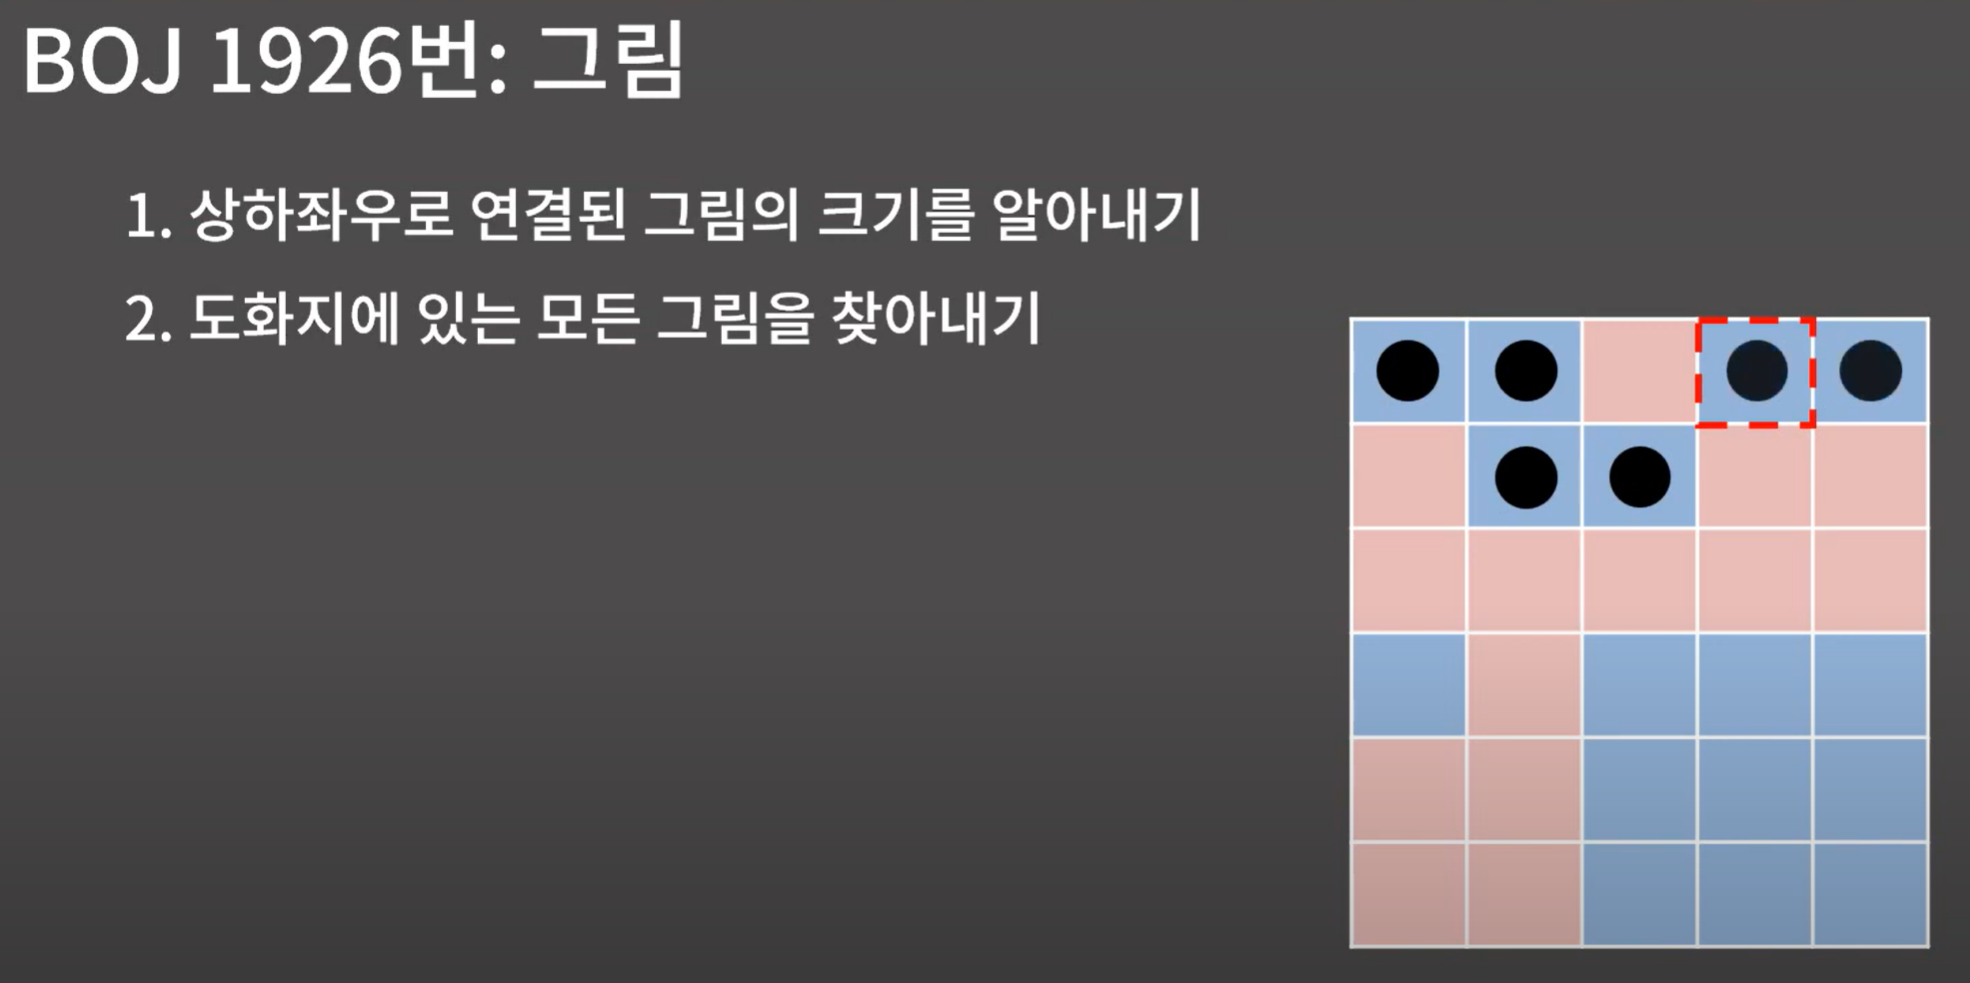 BOJ 1926번: 그림
1. 상하좌우로 연결된 그림의 크기를 알아내기
2. 도화지에 있는 모든 그림을 찾아내기